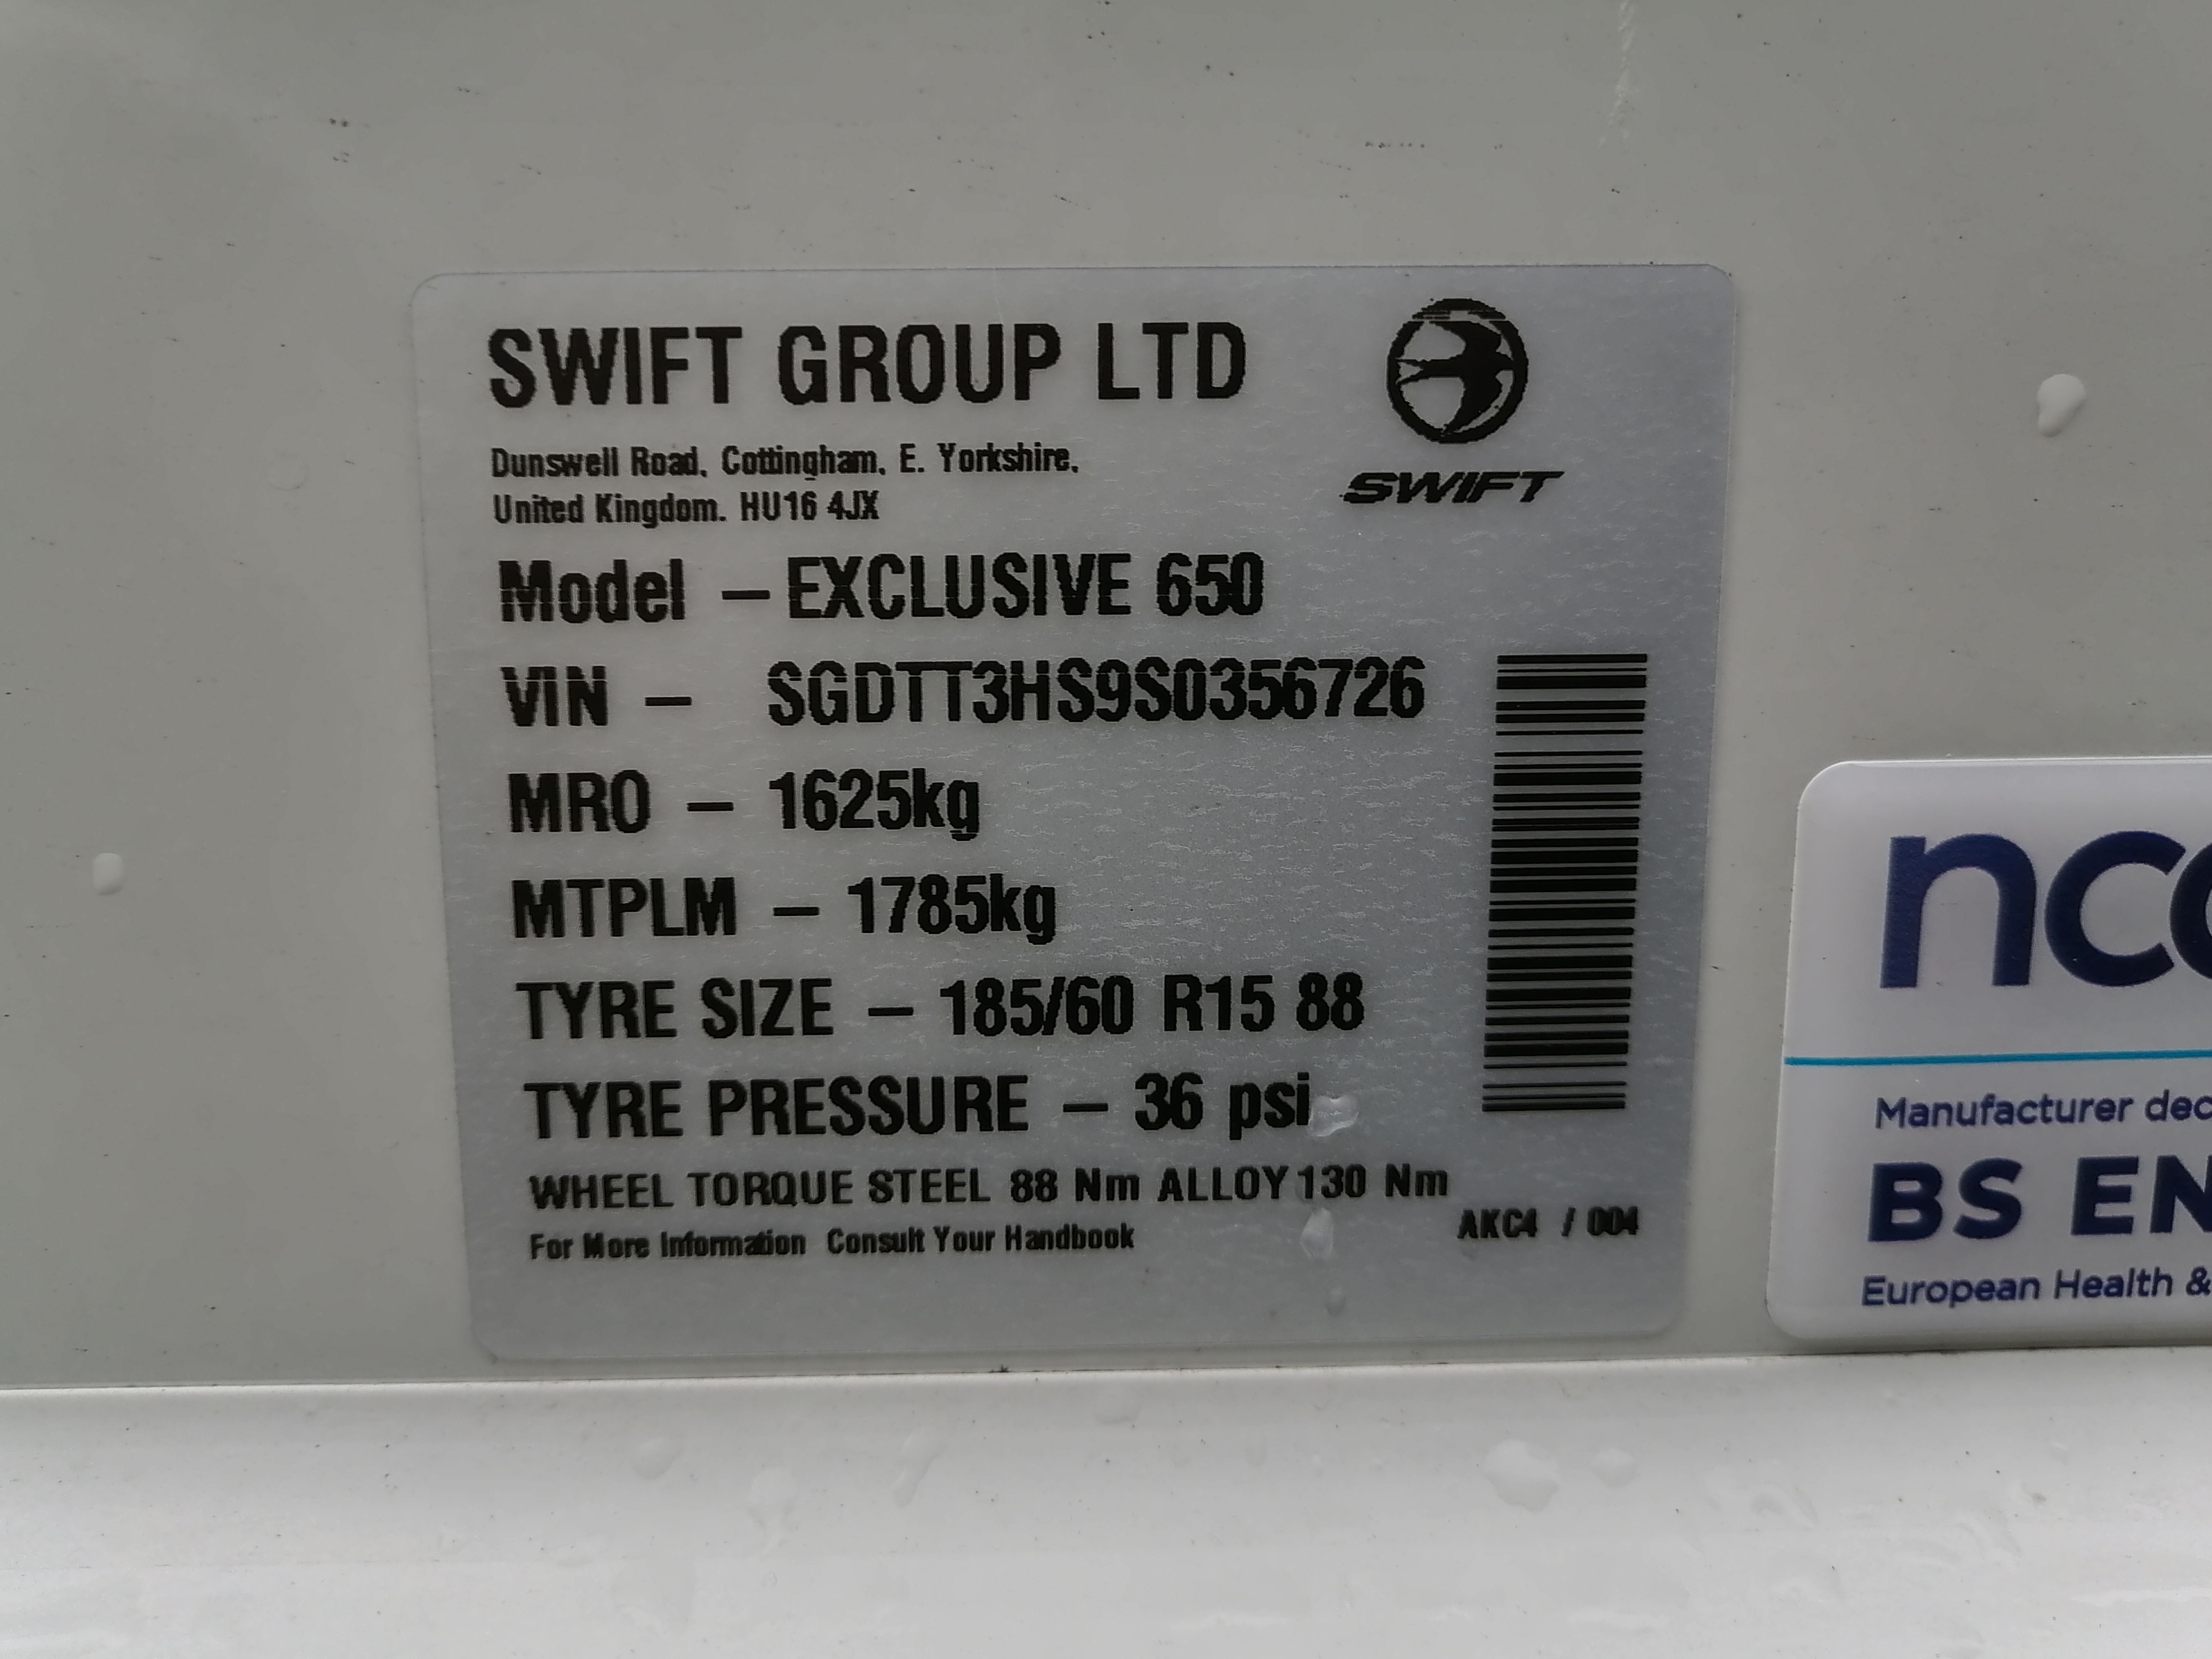 SWIFT GROUP LTD
SWIFT
Dunswell Road, Cottingham, E. Yorkshire,
United Kingdom. HU16 4JX
Model – EXCLUSIVE 650
VIN – SGDTT3HS9S0356726
MRO – 1625kg
MTPLM – 1785kg
TYRE SIZE – 185/60 R15 88
TYRE PRESSURE – 36 psi
WHEEL TORQUE STEEL 88 Nm ALLOY 130 Nm
For More Information Consult Your Handbook
AKC4 / 004
Manufacturer
BS EN
European Health &